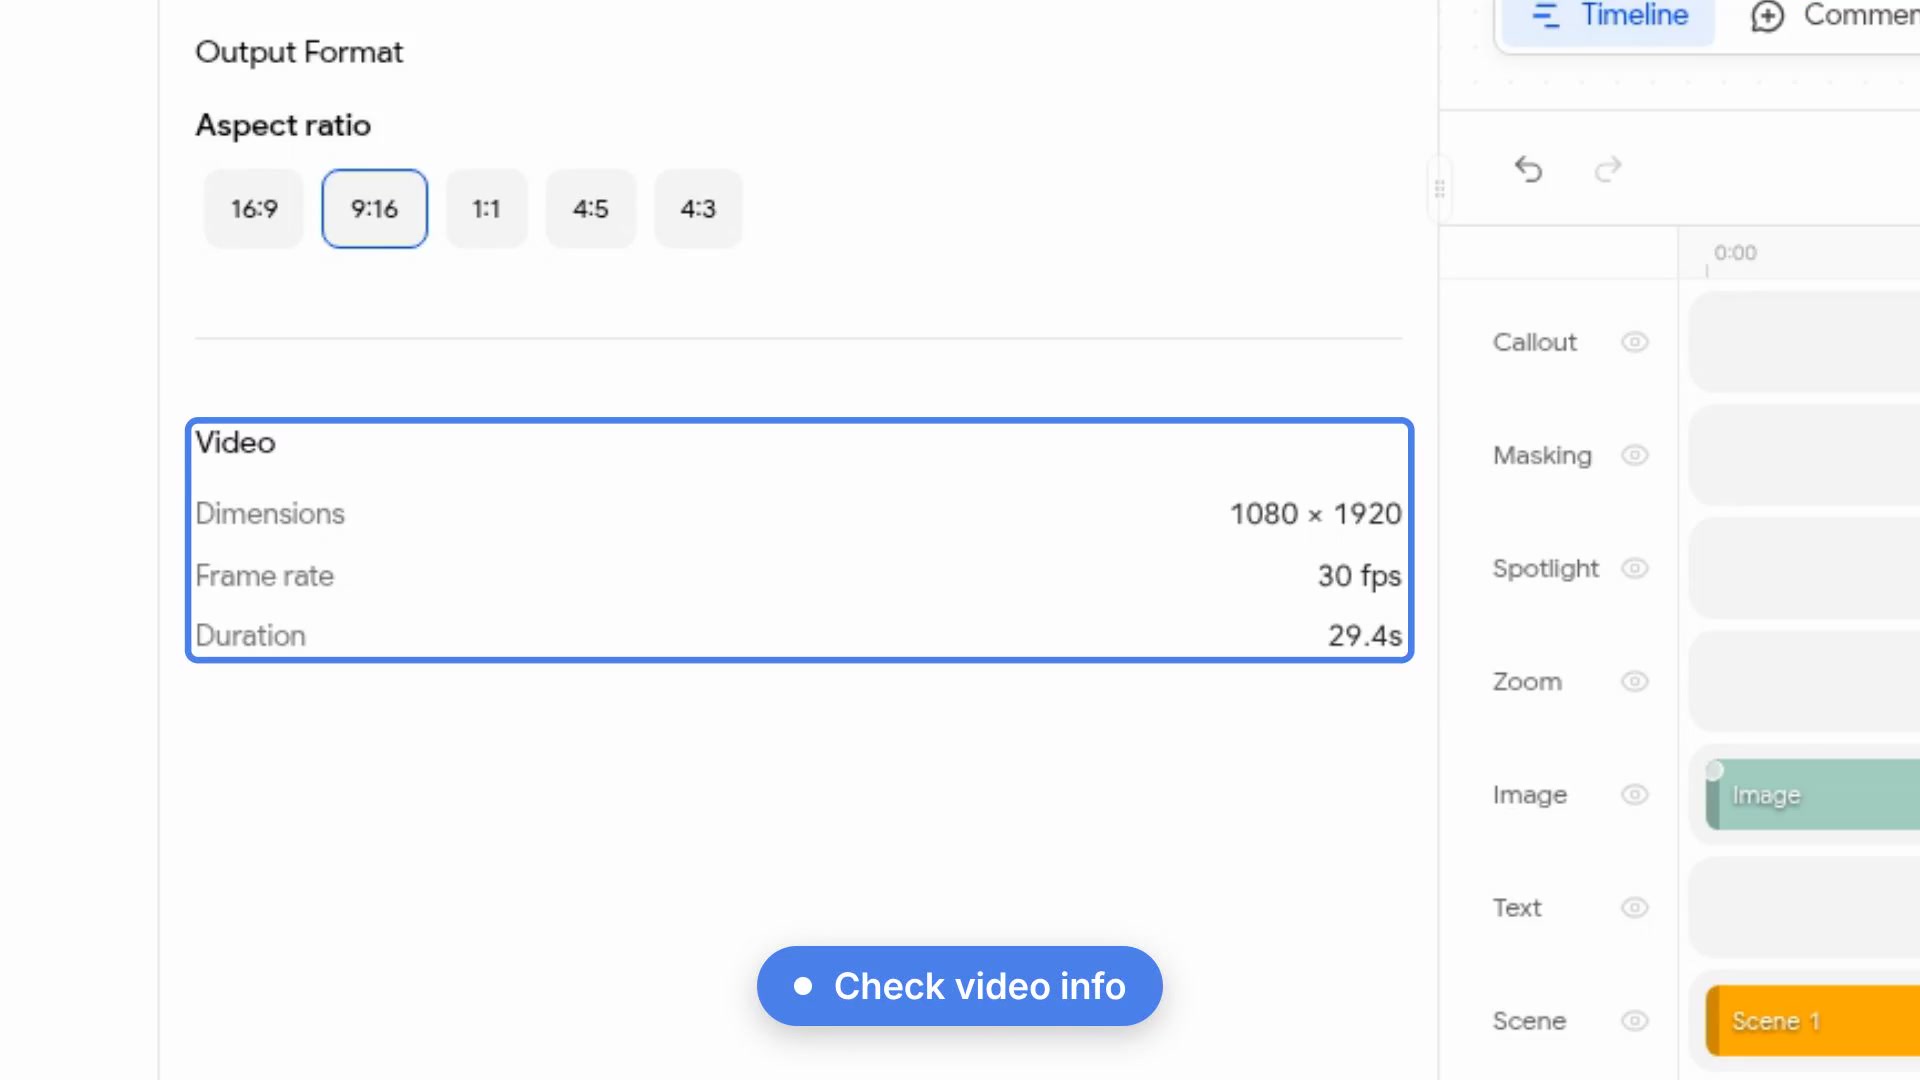 Output Format
Aspect ratio
16:9 9:16 1:1 4:5 4:3
Video
Dimensions 1080 × 1920
Frame rate 30 fps
Duration 29.4s
Check video info
Timeline
0:00
Callout
Masking
Spotlight
Zoom
Image Image
Text
Scene Scene 1